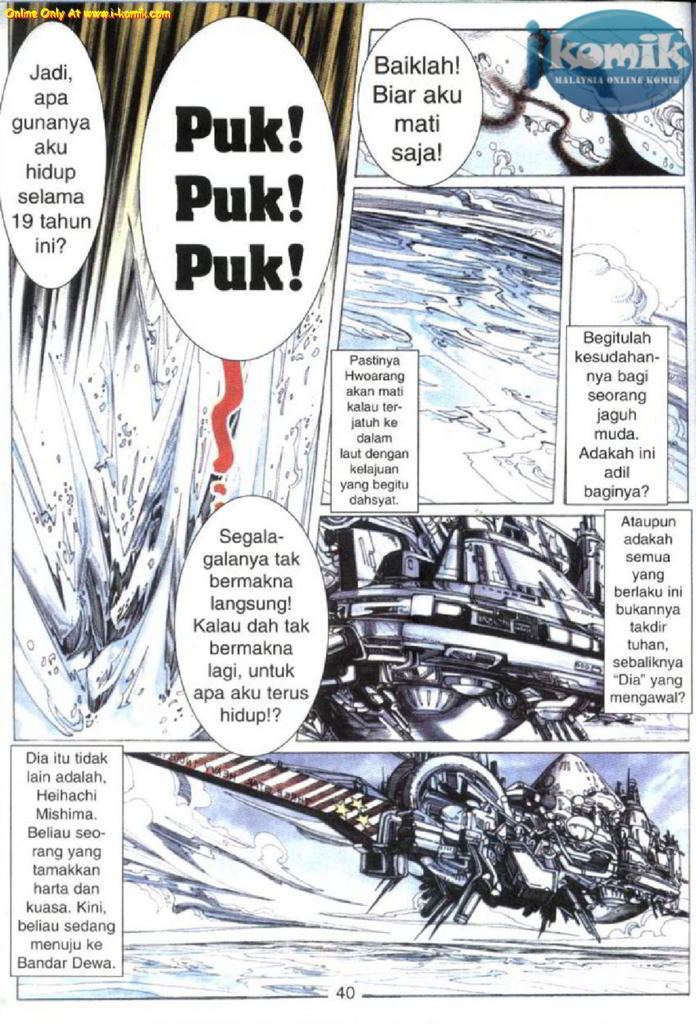 Online Only At www.i-komik.com
ikomik
MALAYSIA ONLINE KOMIK
Jadi,
apa
gunanya
aku
hidup
selama
19 tahun
ini?
Puk!
Puk!
Puk!
Baiklah!
Biar aku
mati
saja!
Pastinya
Hwoarang
akan mati
kalau ter-
jatuh ke
dalam
laut dengan
kelajuan
yang begitu
dahsyat.
Begitulah
kesudahan-
nya bagi
seorang
jaguh
muda.
Adakah ini
adil
baginya?
Segala-
galanya tak
bermakna
langsung!
Kalau dah tak
bermakna
lagi, untuk
apa aku terus
hidup!?
Ataupun
adakah
semua
yang
berlaku ini
bukannya
takdir
tuhan,
sebaliknya
“Dia” yang
mengawal?
Dia itu tidak
lain adalah,
Heihachi
Mishima.
Beliau seo-
rang yang
tamakkan
harta dan
kuasa. Kini,
beliau sedang
menuju ke
Bandar Dewa.
40